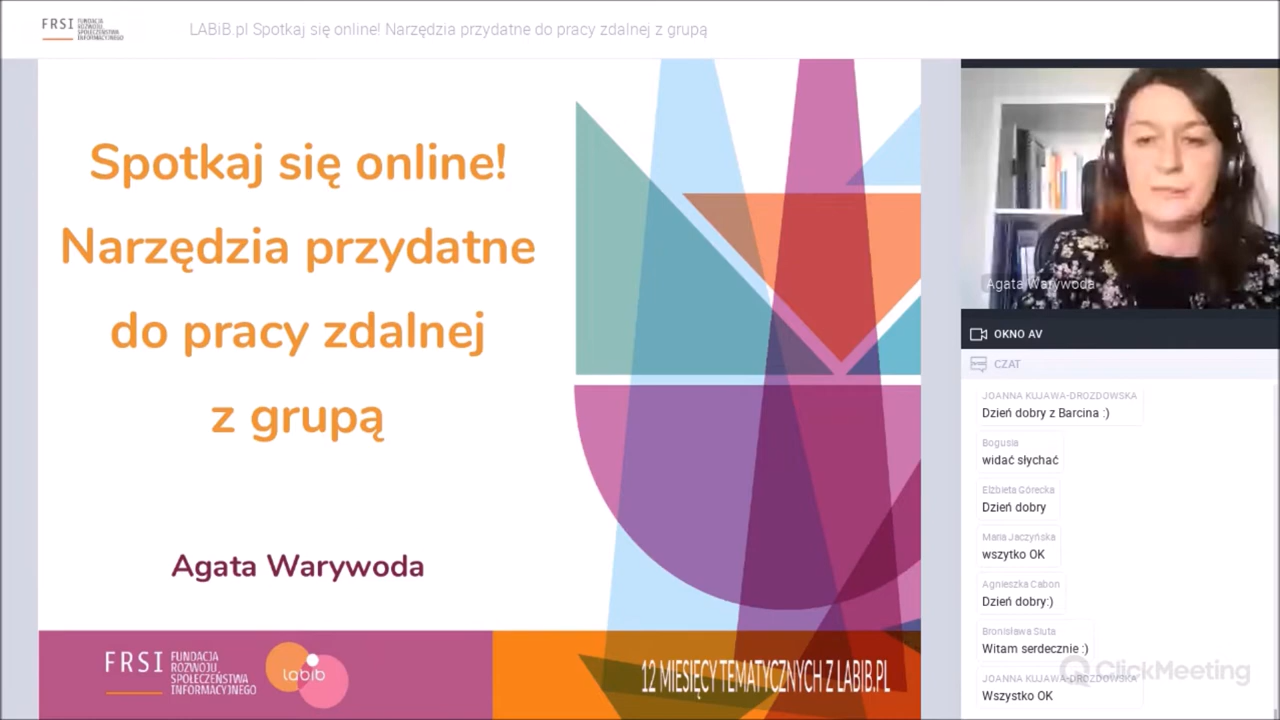 FRSI FUNDACJA
ROZWOJU
SPOŁECZEŃSTWA
INFORMACYJNEGO
LABiB.pl Spotkaj się online! Narzędzia przydatne do pracy zdalnej z grupą
Spotkaj się online!
Narzędzia przydatne
do pracy zdalnej
z grupą
Agata Warywoda
FRSI FUNDACJA
ROZWOJU
SPOŁECZEŃSTWA
INFORMACYJNEGO
labib
12 MIESIĘCY TEMATYCZNYCH Z LABIB.PL
Agata Warywoda
OKNO AV
CZAT
JOANNA KUJAWA-DROZDOWSKA
Dzień dobry z Barcina :)
Bogusia
widać słychać
Elżbieta Górecka
Dzień dobry
Maria Jaczyńska
wszytko OK
Agnieszka Cabon
Dzień dobry:)
Bronisława Siuta
Witam serdecznie :)
JOANNA KUJAWA-DROZDOWSKA
Wszystko OK
ClickMeeting